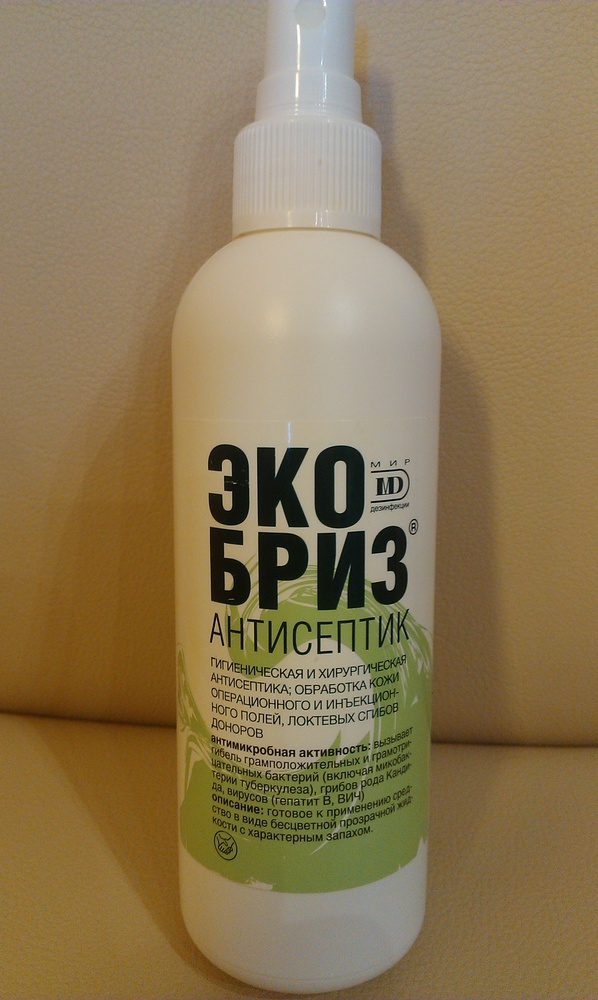 ЭКО
МИР
MD
дезинфекции
БРИЗ®
АНТИСЕПТИК
ГИГИЕНИЧЕСКАЯ И ХИРУРГИЧЕСКАЯ
АНТИСЕПТИКА; ОБРАБОТКА КОЖИ
ОПЕРАЦИОННОГО И ИНЪЕКЦИОН-
НОГО ПОЛЕЙ, ЛОКТЕВЫХ СГИБОВ
ДОНОРОВ
антимикробная активность: вызывает
гибель грамположительных и грамотри-
цательных бактерий (включая микобак-
терии туберкулеза), грибов рода Канди-
да, вирусов (гепатит В, ВИЧ)
описание: готовое к применению сред-
ство в виде бесцветной прозрачной жид-
кости с характерным запахом.